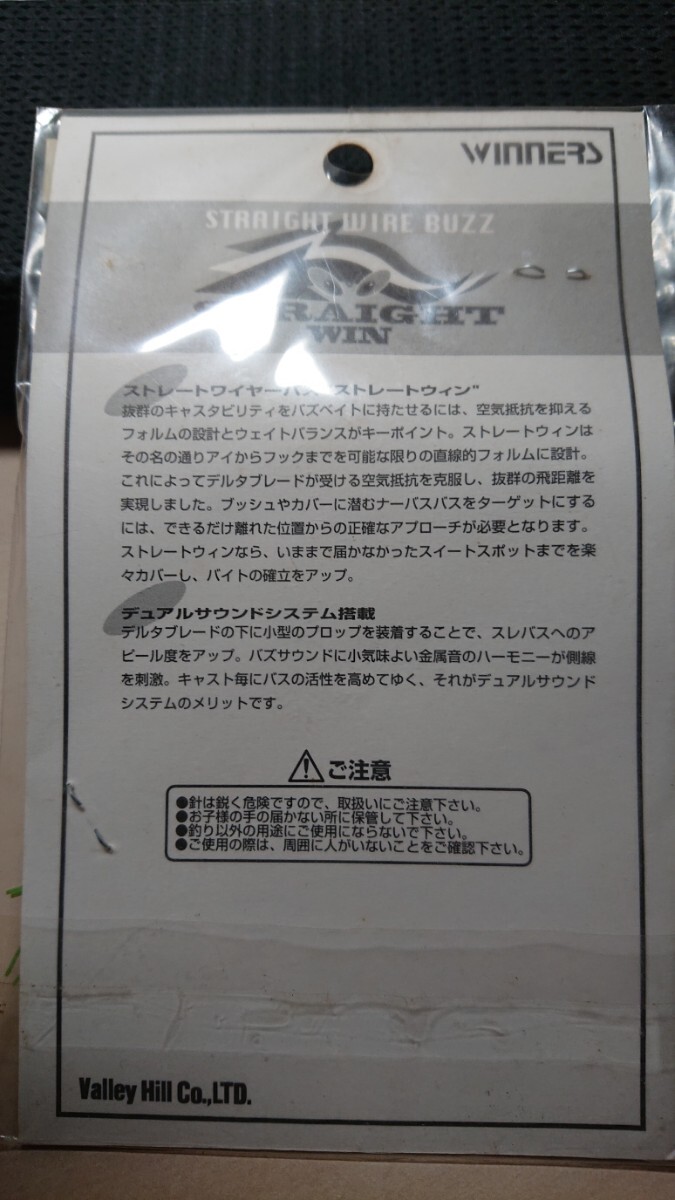 WINNERS
STRAIGHT WIRE BUZZ
STRAIGHT
WIN
ストレートワイヤーバズ"ストレートウィン"
抜群のキャスタビリティをバズベイトに持たせるには、空気抵抗を抑える
フォルムの設計とウェイトバランスがキーポイント。ストレートウィンは
その名の通りアイからフックまでを可能な限りの直線的フォルムに設計。
これによってデルタブレードが受ける空気抵抗を克服し、抜群の飛距離を
実現しました。ブッシュやカバーに潜むナーバスバスをターゲットにする
には、できるだけ離れた位置からの正確なアプローチが必要となります。
ストレートウィンなら、いままで届かなかったスイートスポットまでを楽
々カバーし、バイトの確立をアップ。
デュアルサウンドシステム搭載
デルタブレードの下に小型のプロップを装着することで、スレバスへのア
ピール度をアップ。バズサウンドに小気味よい金属音のハーモニーが側線
を刺激。キャスト毎にバスの活性を高めてゆく、それがデュアルサウンド
システムのメリットです。
ご注意
●針は鋭く危険ですので、取扱いにご注意下さい。
●お子様の手の届かない所に保管して下さい。
●釣り以外の用途にご使用にならないで下さい。
●ご使用の際は、周囲に人がいないことをご確認下さい。
Valley Hill Co.,LTD.